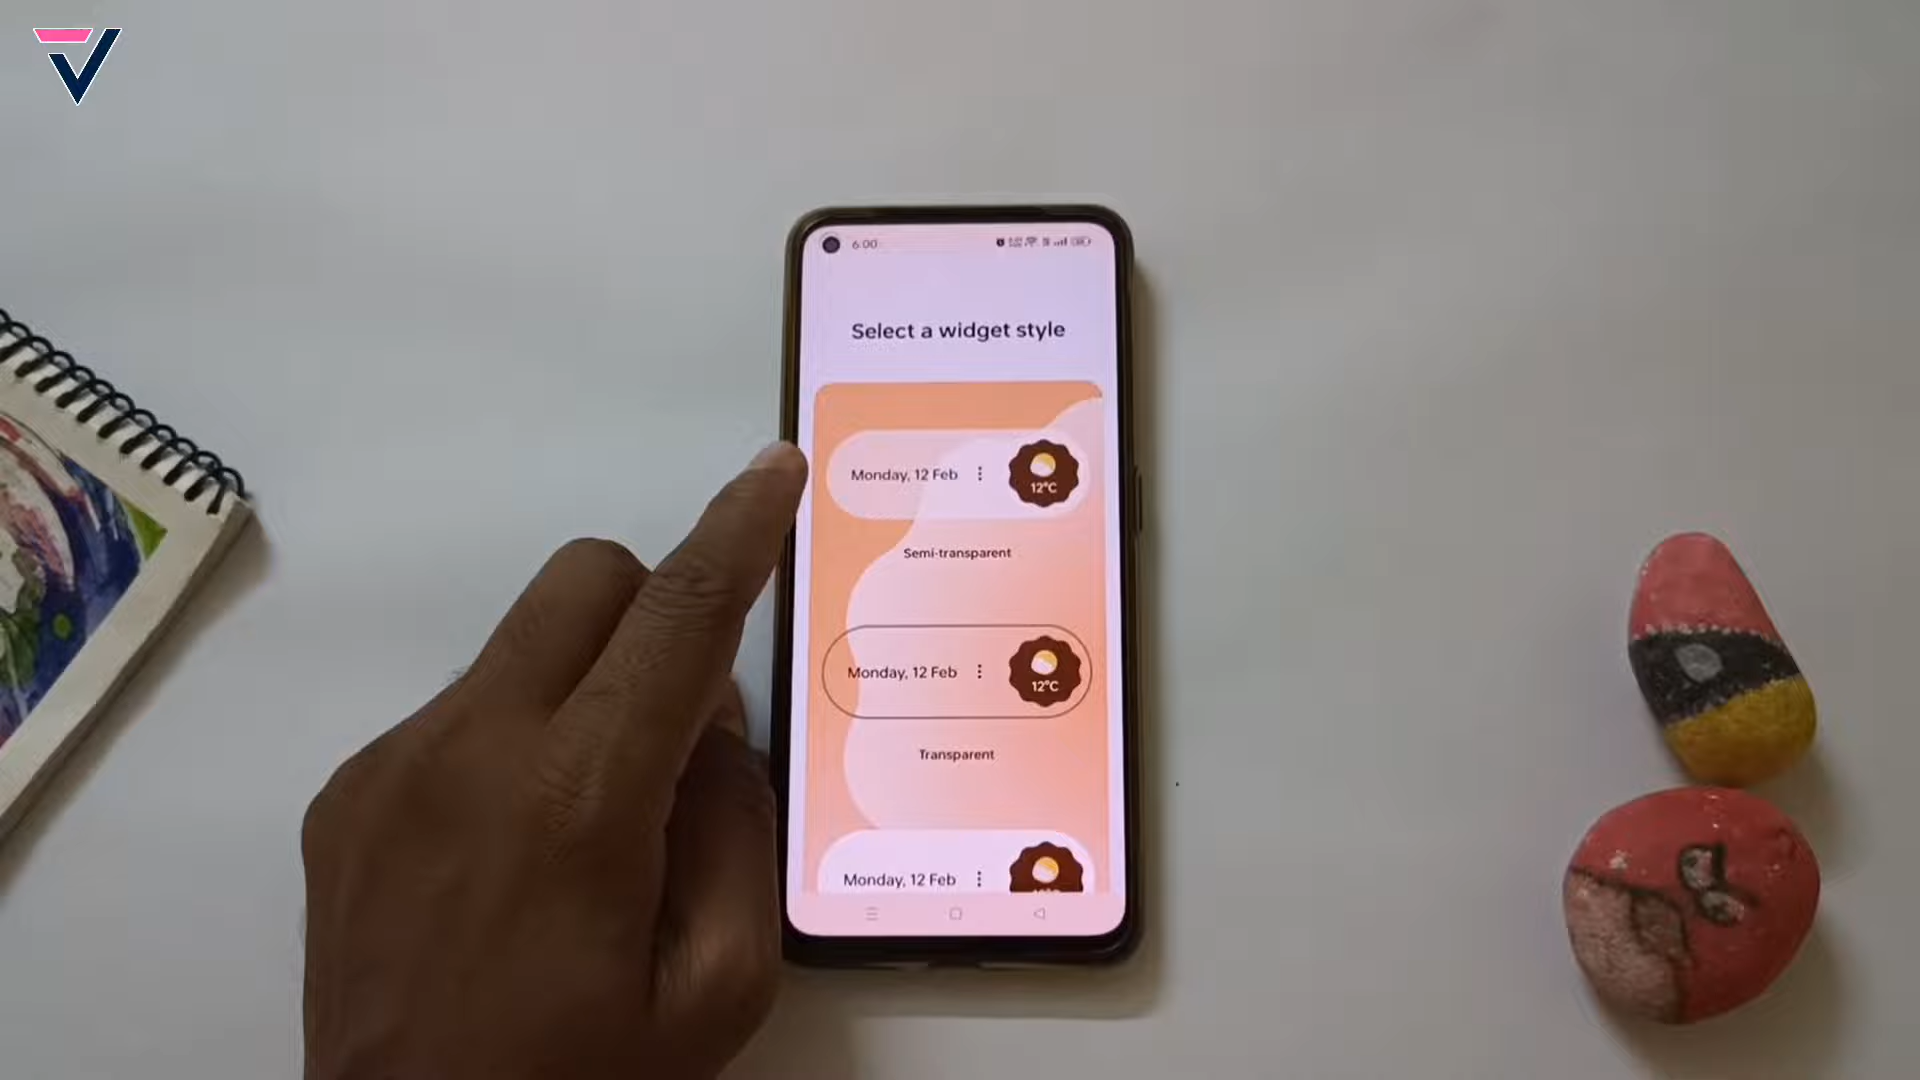 6:00
Select a widget style
Monday, 12 Feb
12°C
Semi-transparent
Monday, 12 Feb
12°C
Transparent
Monday, 12 Feb